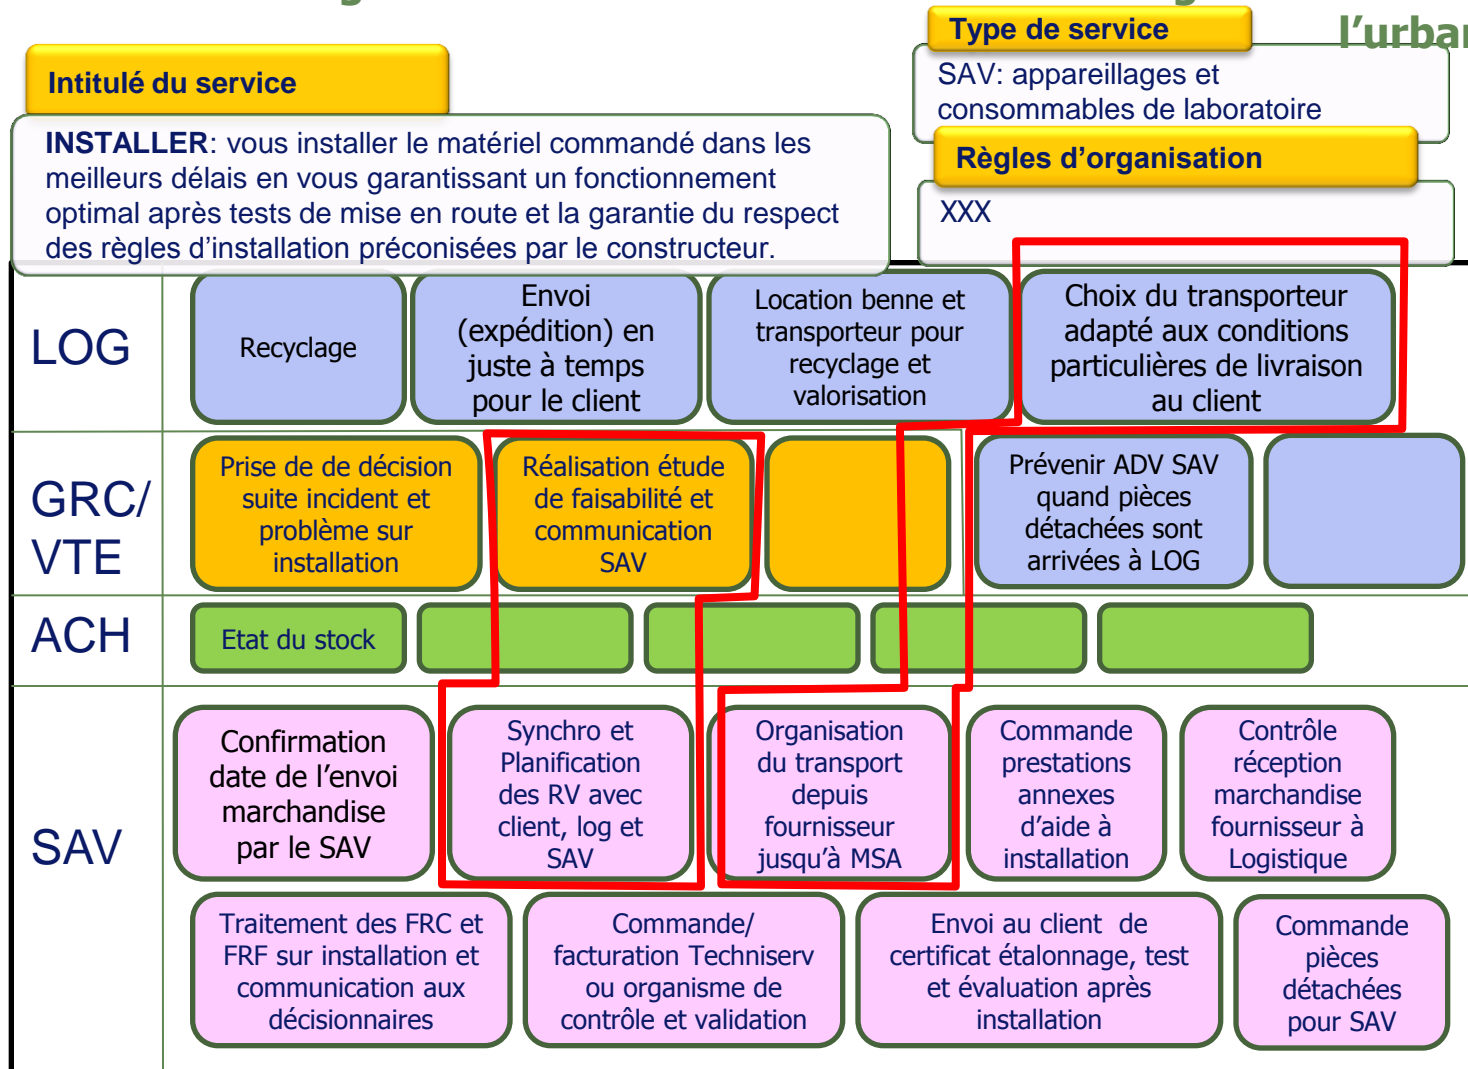 l’urba
Type de service
Intitulé du service
SAV: appareillages et
consommables de laboratoire
INSTALLER: vous installer le matériel commandé dans les
meilleurs délais en vous garantissant un fonctionnement
optimal après tests de mise en route et la garantie du respect
des règles d’installation préconisées par le constructeur.
Règles d’organisation
XXX
LOG
Recyclage
Envoi
(expédition) en
juste à temps
pour le client
Location benne et
transporteur pour
recyclage et
valorisation
Choix du transporteur
adapté aux conditions
particulières de livraison
au client
GRC/
VTE
Prise de de décision
suite incident et
problème sur
installation
Réalisation étude
de faisabilité et
communication
SAV
Prévenir ADV SAV
quand pièces
détachées sont
arrivées à LOG
ACH
Etat du stock
SAV
Confirmation
date de l’envoi
marchandise
par le SAV
Synchro et
Planification
des RV avec
client, log et
SAV
Organisation
du transport
depuis
fournisseur
jusqu’à MSA
Commande
prestations
annexes
d’aide à
installation
Contrôle
réception
marchandise
fournisseur à
Logistique
Traitement des FRC et
FRF sur installation et
communication aux
décisionnaires
Commande/
facturation Techniserv
ou organisme de
contrôle et validation
Envoi au client de
certificat étalonnage, test
et évaluation après
installation
Commande
pièces
détachées
pour SAV